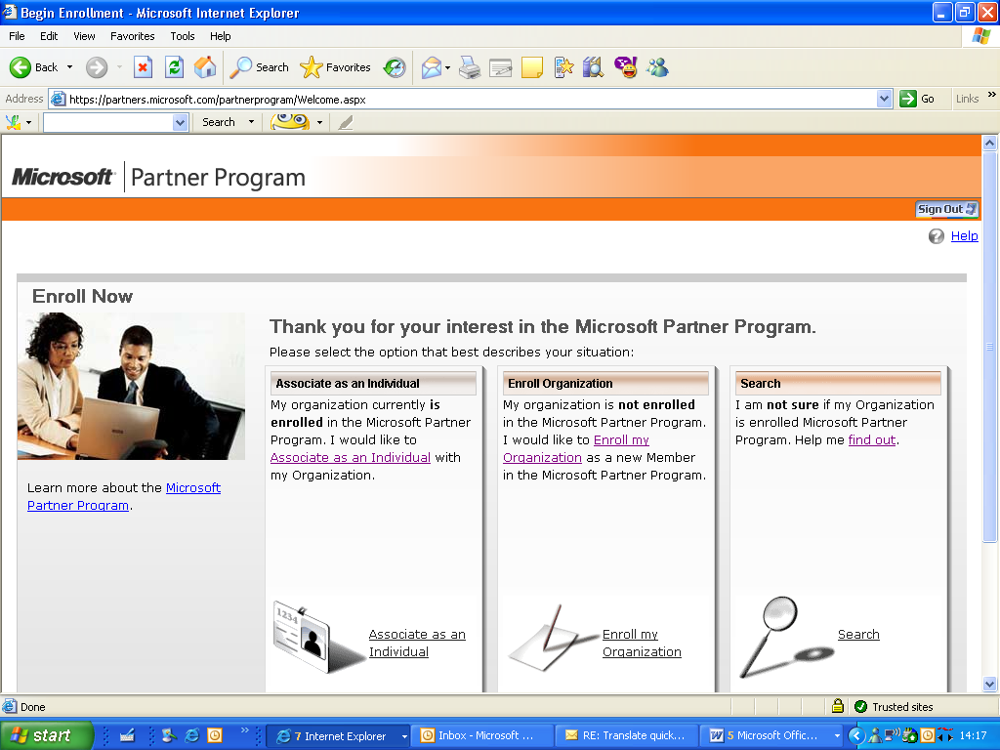 Begin Enrollment - Microsoft Internet Explorer
File Edit View Favorites Tools Help
Back Search Favorites
Address https://partners.microsoft.com/partnerprogram/Welcome.aspx Go Links »
Search
Microsoft Partner Program
Sign Out
Help
Enroll Now
Thank you for your interest in the Microsoft Partner Program.
Please select the option that best describes your situation:
Learn more about the Microsoft
Partner Program.
Associate as an Individual
My organization currently is
enrolled in the Microsoft Partner
Program. I would like to
Associate as an Individual with
my Organization.
1234
Associate as an
Individual
Enroll Organization
My organization is not enrolled
in the Microsoft Partner Program.
I would like to Enroll my
Organization as a new Member
in the Microsoft Partner Program.
Enroll my
Organization
Search
I am not sure if my Organization
is enrolled Microsoft Partner
Program. Help me find out.
Search
Done Trusted sites
start » 7 Internet Explorer Inbox - Microsoft ... RE: Translate quick... 5 Microsoft Offic... 14:17